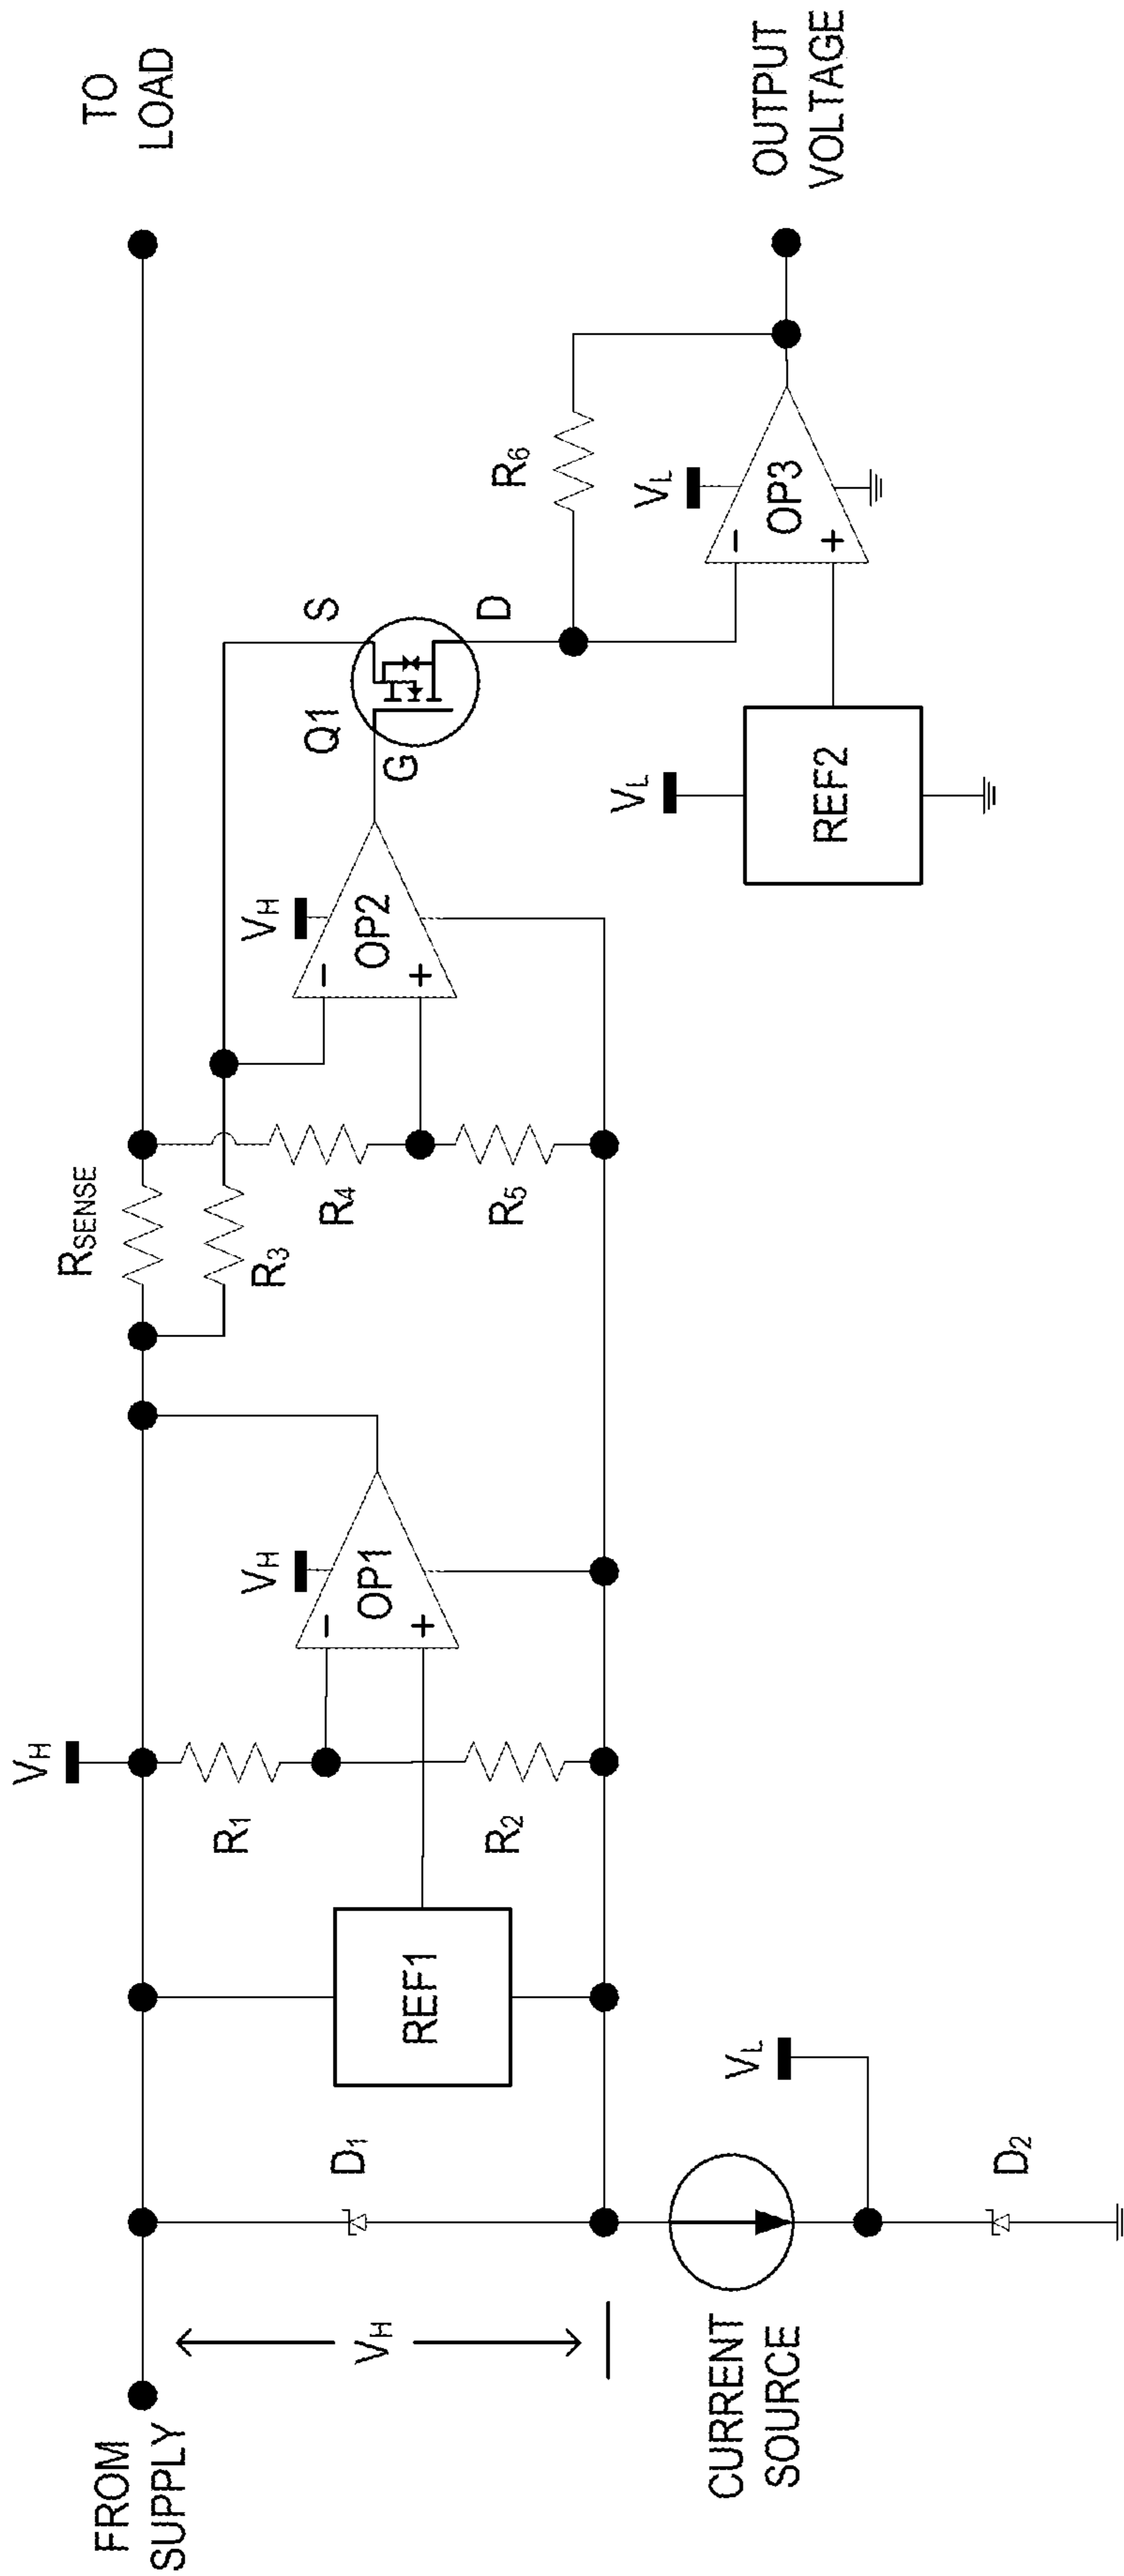 FROM
SUPPLY
VH
CURRENT
SOURCE
D1
VL
D2
REF1
VH
R1
R2
VH
OP1
-
+
RSENSE
R3
R4
R5
VH
OP2
-
+
Q1
G
S
D
VL
REF2
R6
VL
OP3
-
+
TO
LOAD
OUTPUT
VOLTAGE